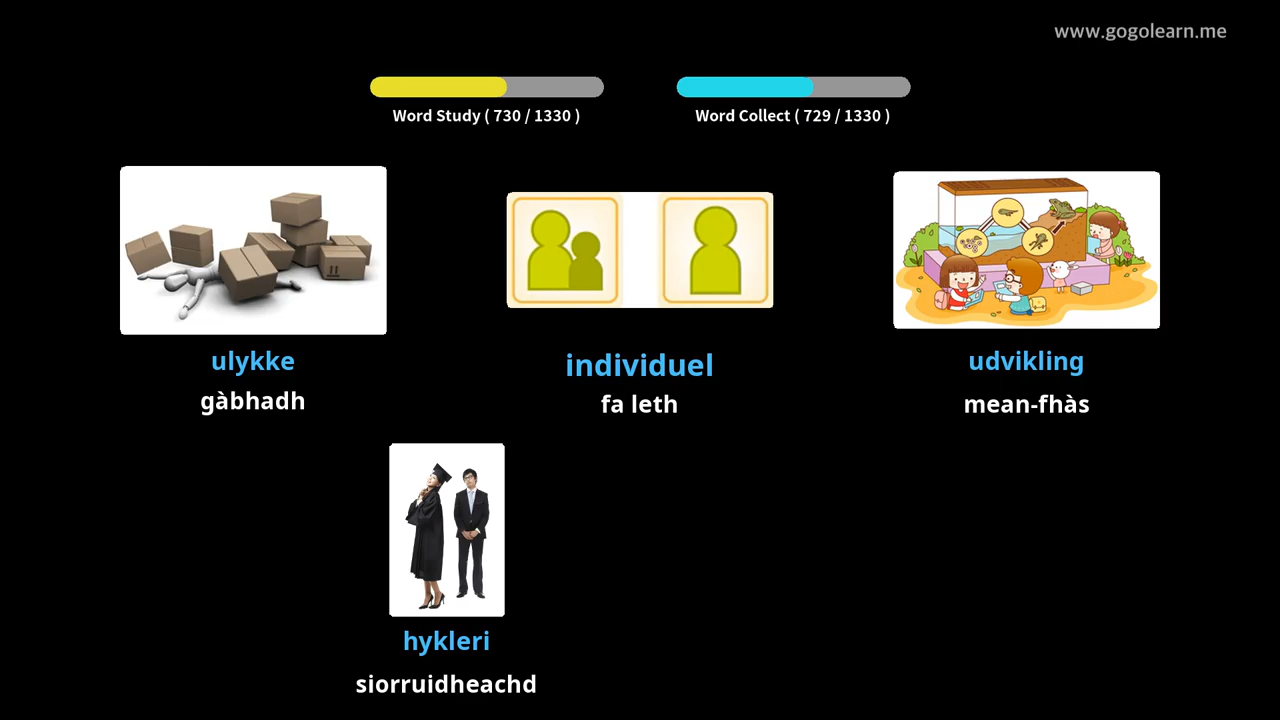 www.gogolearn.me
Word Study ( 730 / 1330 )
Word Collect ( 729 / 1330 )
ulykke
gàbhadh
individuel
fa leth
udvikling
mean-fhàs
hykleri
siorruidheachd